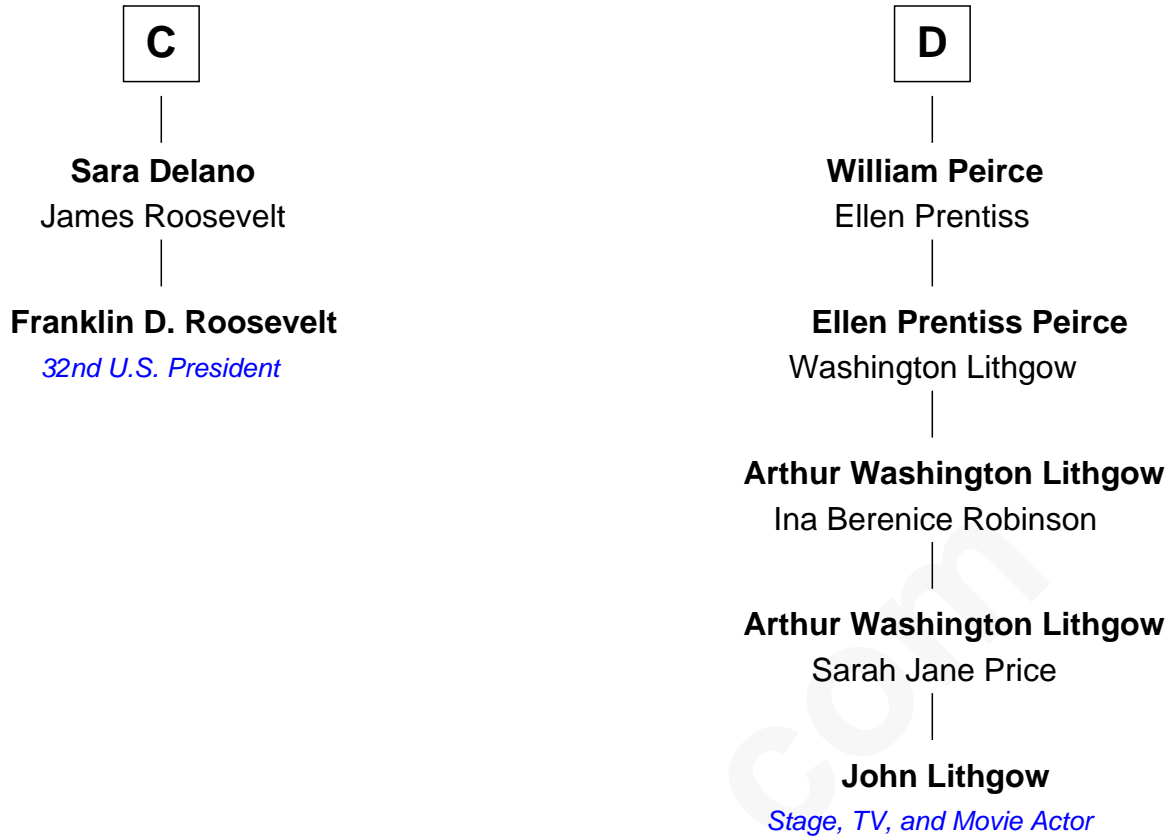 C
Sara Delano
James Roosevelt
Franklin D. Roosevelt
32nd U.S. President
D
William Peirce
Ellen Prentiss
Ellen Prentiss Peirce
Washington Lithgow
Arthur Washington Lithgow
Ina Berenice Robinson
Arthur Washington Lithgow
Sarah Jane Price
John Lithgow
Stage, TV, and Movie Actor
com